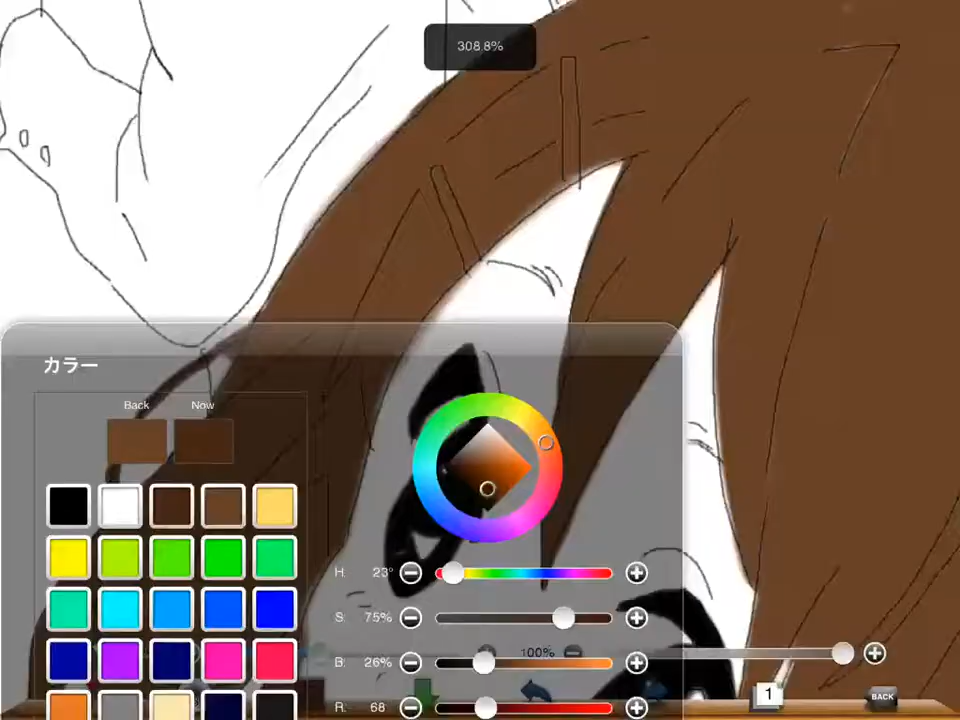 308.8%
カラー
Back Now
H: 23°
S: 75%
100%
B: 26%
R: 68
1
BACK